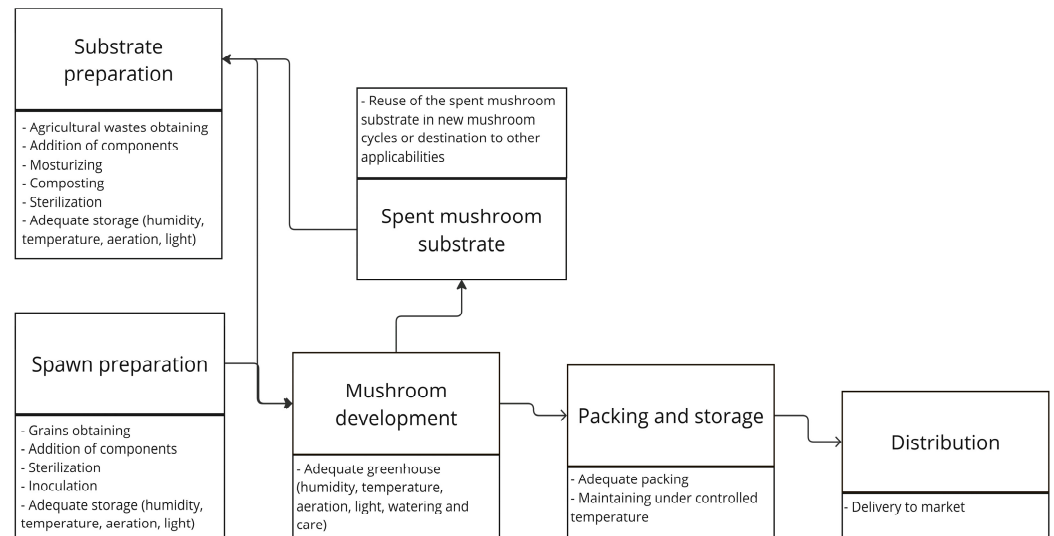 Substrate
preparation
- Agricultural wastes obtaining
- Addition of components
- Mosturizing
- Composting
- Sterilization
- Adequate storage (humidity,
temperature, aeration, light)
- Reuse of the spent mushroom
substrate in new mushroom
cycles or destination to other
applicabilities
Spent mushroom
substrate
Spawn preparation
- Grains obtaining
- Addition of components
- Sterilization
- Inoculation
- Adequate storage (humidity,
temperature, aeration, light)
Mushroom
development
- Adequate greenhouse
(humidity, temperature,
aeration, light, watering and
care)
Packing and storage
- Adequate packing
- Maintaining under controlled
temperature
Distribution
- Delivery to market